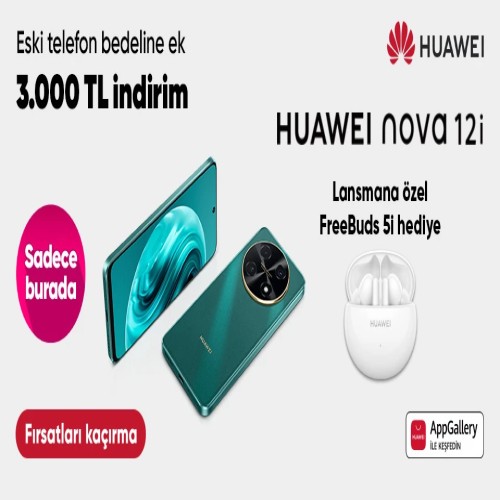 Eski telefon bedeline ek
3.000 TL indirim
HUAWEI
HUAWEI nova 12i
Lansmana özel
FreeBuds 5i hediye
Sadece
burada
HUAWEI
Fırsatları kaçırma
HUAWEI
AppGallery
İLE KEŞFEDİN